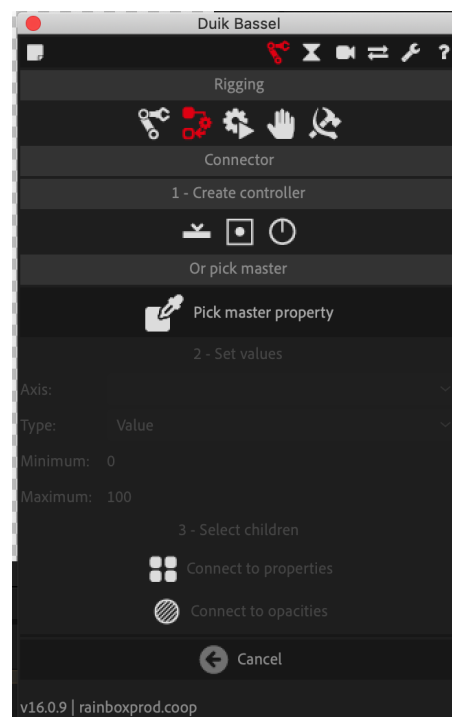 Duik Bassel
?
Rigging
Connector
1 - Create controller
Or pick master
Pick master property
2 - Set values
Axis:
Type: Value
Minimum: 0
Maximum: 100
3 - Select children
Connect to properties
Connect to opacities
Cancel
v16.0.9 | rainboxprod.coop